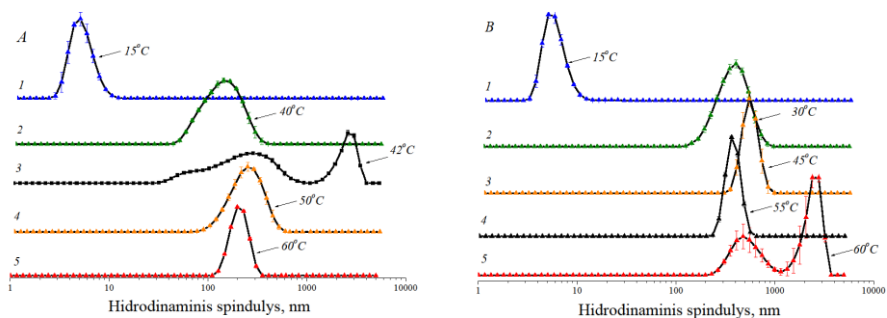 A
15°C
1
40°C
2
42°C
3
50°C
4
60°C
5
1 10 100 1000 10000
Hidrodinaminis spindulys, nm
B
15°C
1
30°C
2
45°C
3
55°C
4
60°C
5
1 10 100 1000 10000
Hidrodinaminis spindulys, nm